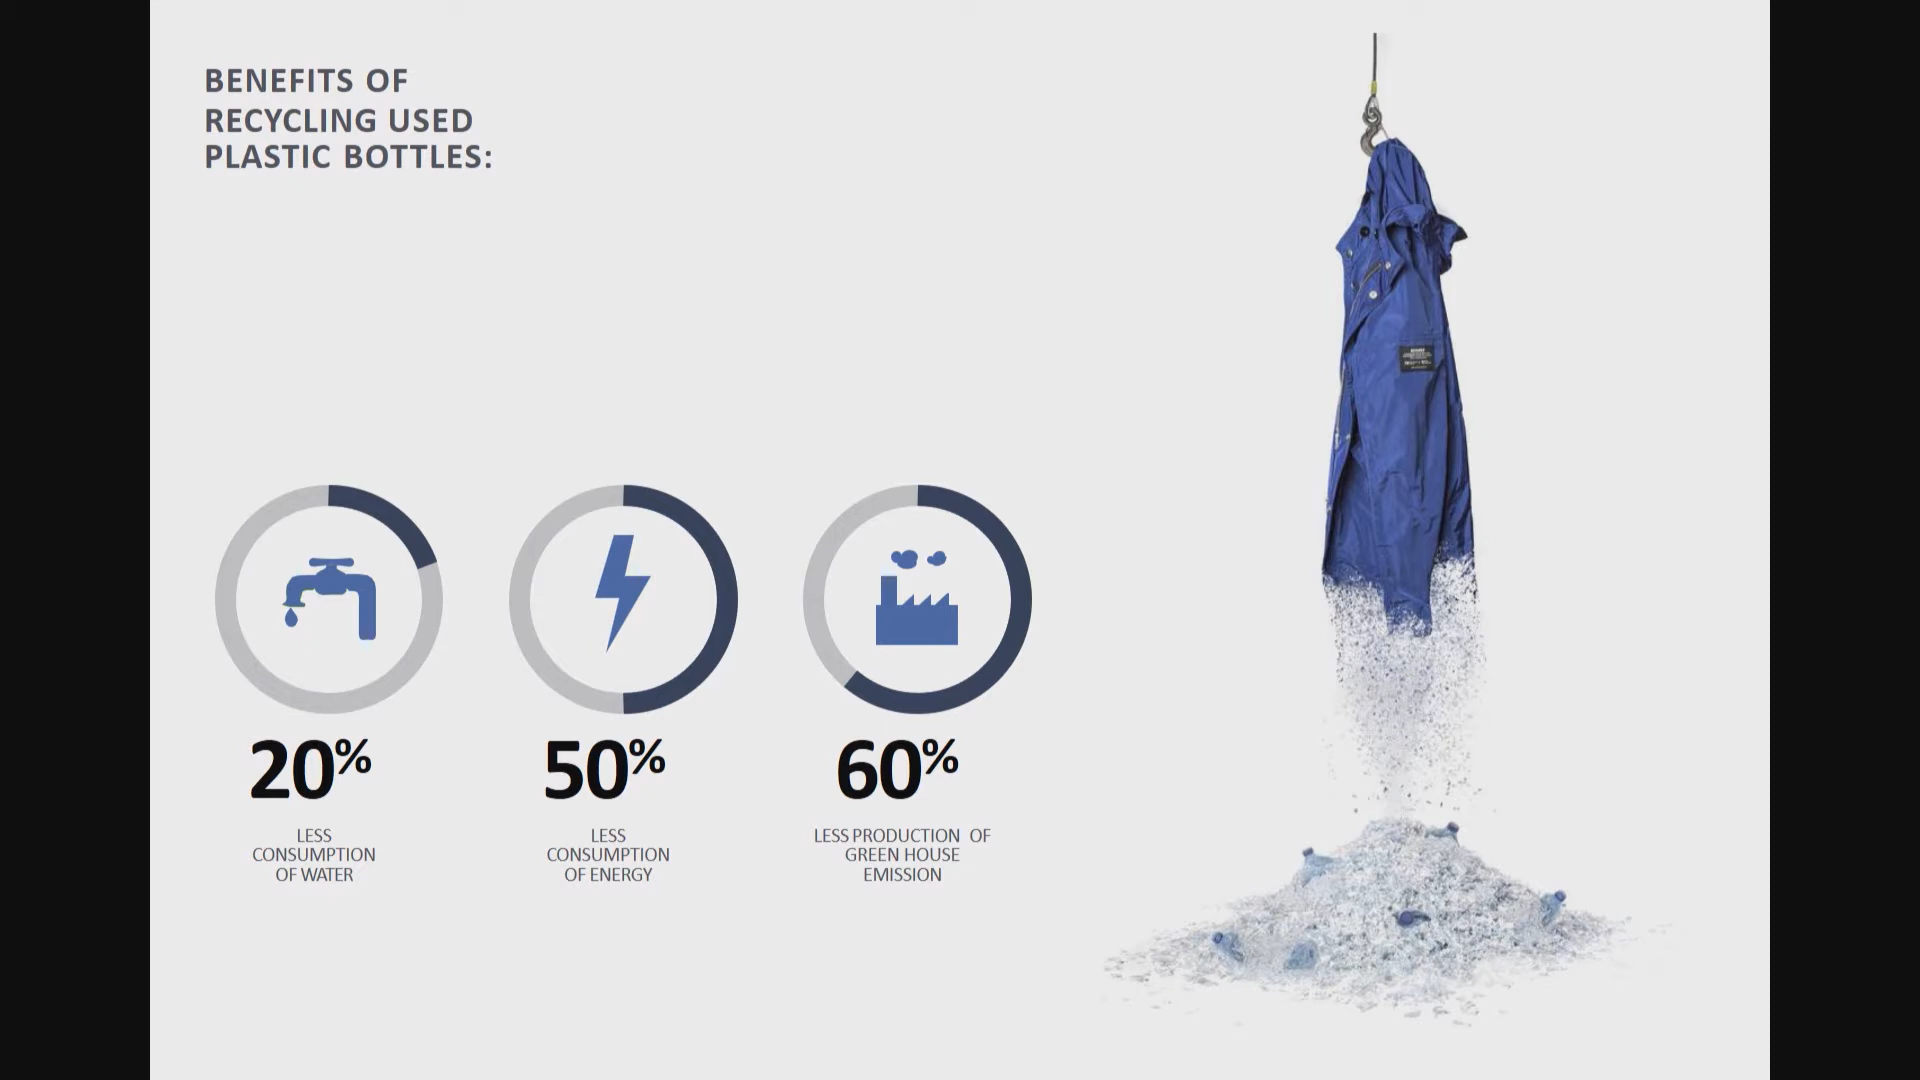 BENEFITS OF
RECYCLING USED
PLASTIC BOTTLES:
20%
LESS
CONSUMPTION
OF WATER
50%
LESS
CONSUMPTION
OF ENERGY
60%
LESS PRODUCTION OF
GREEN HOUSE
EMISSION